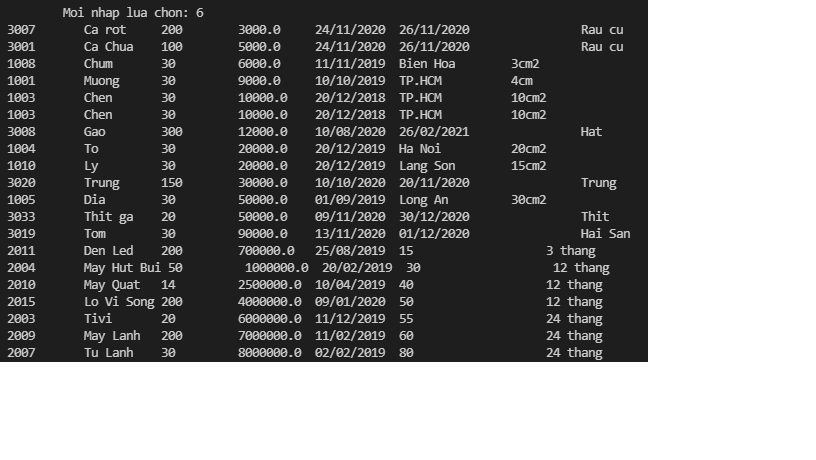 Moi nhap lua chon: 6
3007 Ca rot 200 3000.0 24/11/2020 26/11/2020 Rau cu
3001 Ca Chua 100 5000.0 24/11/2020 26/11/2020 Rau cu
1008 Chum 30 6000.0 11/11/2019 Bien Hoa 3cm2
1001 Muong 30 9000.0 10/10/2019 TP.HCM 4cm
1003 Chen 30 10000.0 20/12/2018 TP.HCM 10cm2
1003 Chen 30 10000.0 20/12/2018 TP.HCM 10cm2
3008 Gao 300 12000.0 10/08/2020 26/02/2021 Hat
1004 To 30 20000.0 20/12/2019 Ha Noi 20cm2
1010 Ly 30 20000.0 20/12/2019 Lang Son 15cm2
3020 Trung 150 30000.0 10/10/2020 20/11/2020 Trung
1005 Dia 30 50000.0 01/09/2019 Long An 30cm2
3033 Thit ga 20 50000.0 09/11/2020 30/12/2020 Thit
3019 Tom 30 90000.0 13/11/2020 01/12/2020 Hai San
2011 Den Led 200 700000.0 25/08/2019 15 3 thang
2004 May Hut Bui 50 1000000.0 20/02/2019 30 12 thang
2010 May Quat 14 2500000.0 10/04/2019 40 12 thang
2015 Lo Vi Song 200 4000000.0 09/01/2020 50 12 thang
2003 Tivi 20 6000000.0 11/12/2019 55 24 thang
2009 May Lanh 200 7000000.0 11/02/2019 60 24 thang
2007 Tu Lanh 30 8000000.0 02/02/2019 80 24 thang